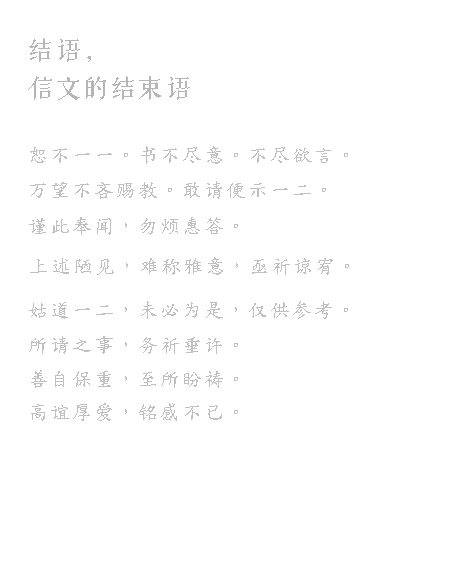 结语，
信文的结束语
恕不一一。书不尽意。不尽欲言。
万望不吝赐教。敢请便示一二。
谨此奉闻，勿烦惠答。
上述陋见，难称雅意，亟祈谅宥。
姑道一二，未必为是，仅供参考。
所请之事，务祈垂许。
善自保重，至所盼祷。
高谊厚爱，铭感不已。